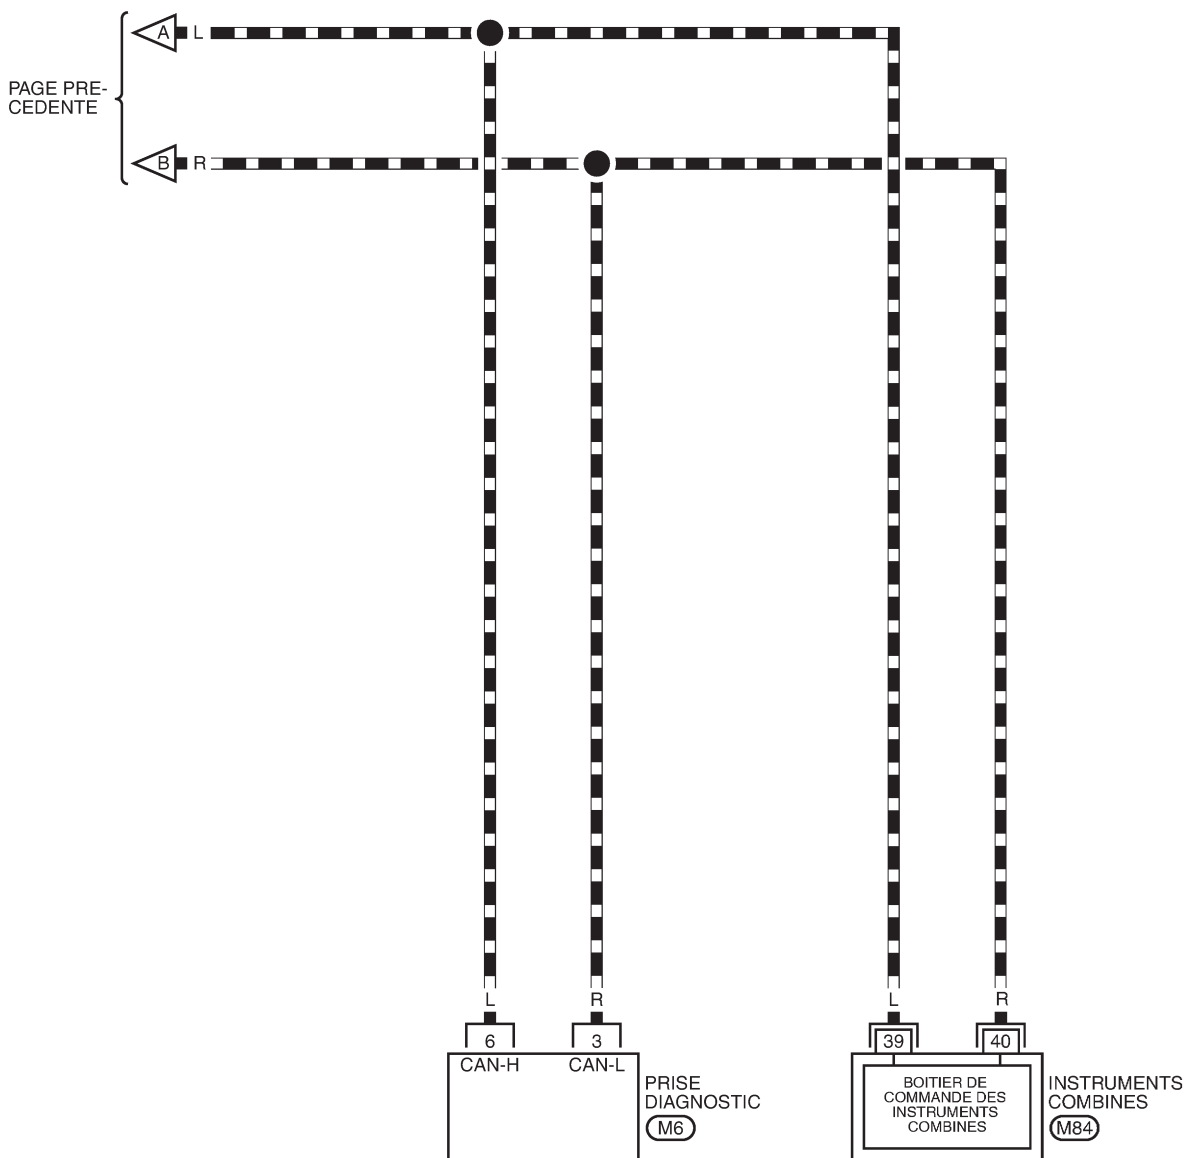 A L
PAGE PRE-
CEDENTE
B R
L R L R
6 3 39 40
CAN-H CAN-L
PRISE
DIAGNOSTIC
M6
BOITIER DE
COMMANDE DES
INSTRUMENTS
COMBINES
INSTRUMENTS
COMBINES
M84